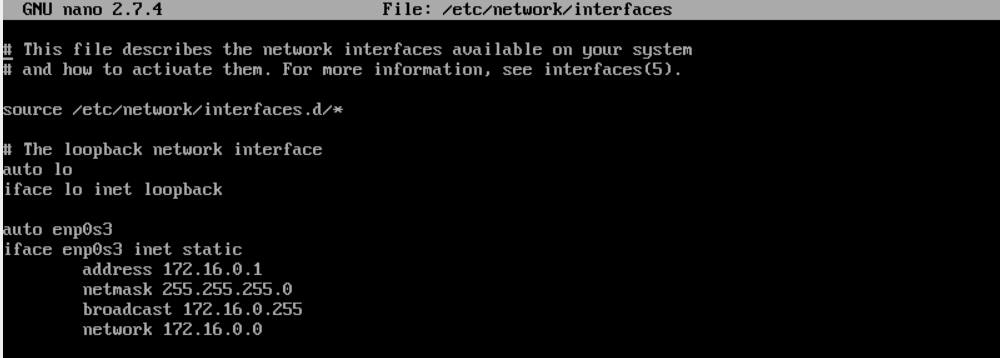 GNU nano 2.7.4 File: /etc/network/interfaces
# This file describes the network interfaces available on your system
# and how to activate them. For more information, see interfaces(5).
source /etc/network/interfaces.d/*
# The loopback network interface
auto lo
iface lo inet loopback
auto enp0s3
iface enp0s3 inet static
address 172.16.0.1
netmask 255.255.255.0
broadcast 172.16.0.255
network 172.16.0.0